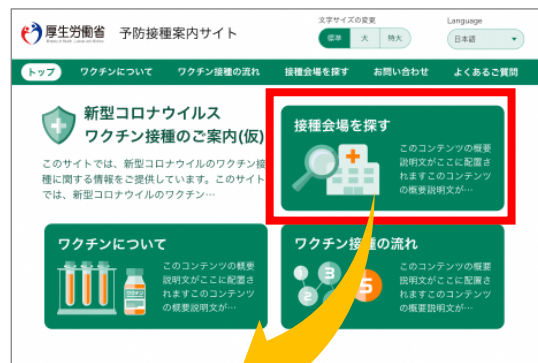 厚生労働省 予防接種案内サイト
文字サイズの変更
標準 大 特大
Language
日本語
トップ ワクチンについて ワクチン接種の流れ 接種会場を探す お問い合わせ よくあるご質問
新型コロナウイルス
ワクチン接種のご案内(仮)
このサイトでは、新型コロナウイルのワクチン接
種に関する情報をご提供しています。このサイト
では、新型コロナウイルのワクチン…
接種会場を探す
このコンテンツの概要
説明文がここに配置さ
れますこのコンテンツ
の概要説明文が…
ワクチンについて
このコンテンツの概要
説明文がここに配置さ
れますこのコンテンツ
の概要説明文が…
ワクチン
ワクチン接種の流れ
このコンテンツの概要
説明文がここに配置さ
れますこのコンテンツ
の概要説明文が…
1
2
3
5